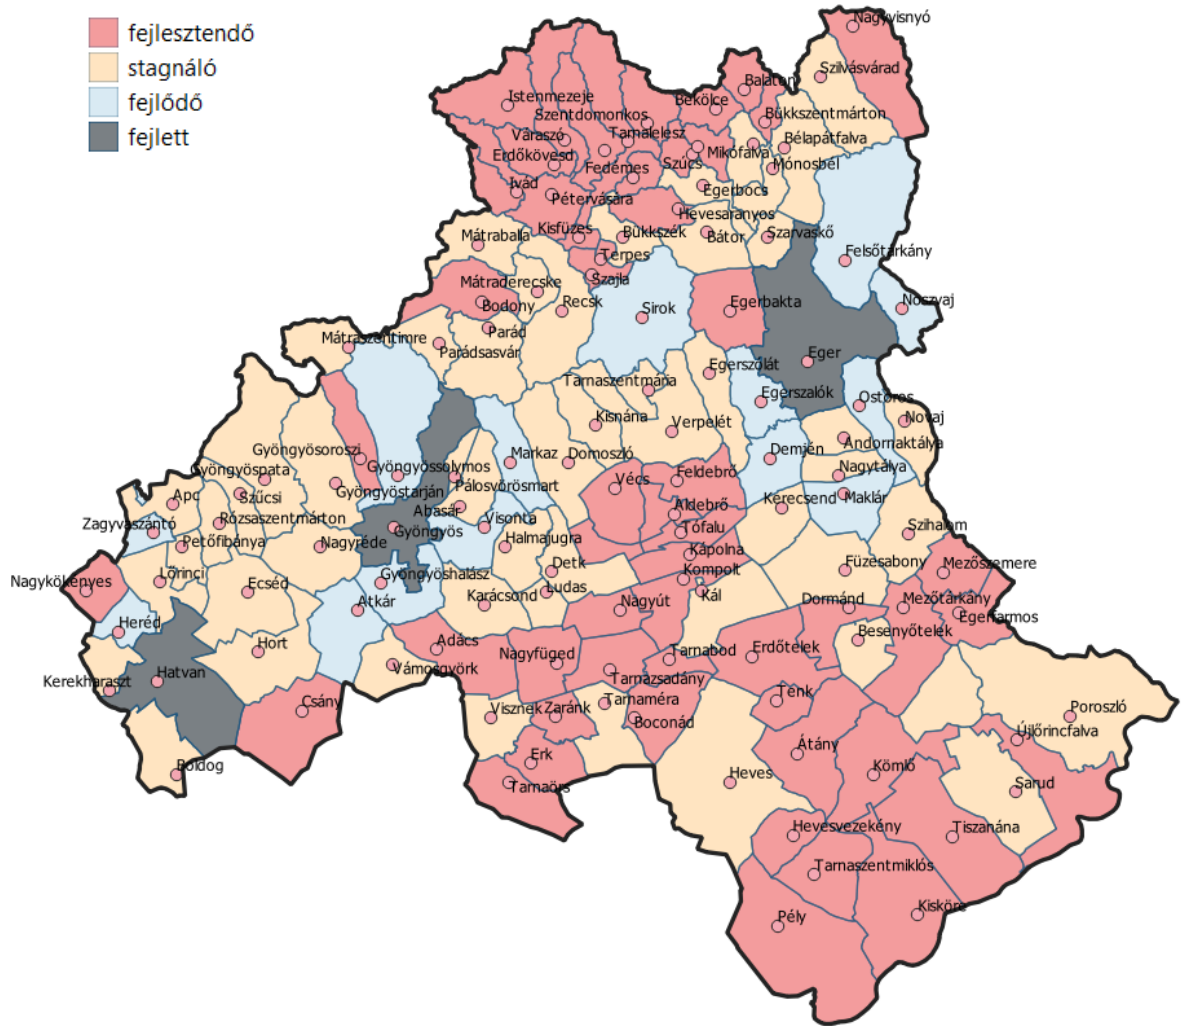 fejlesztendő
stagnáló
fejlődő
fejlett
Nagyvisnyó
Szilvásvárad
Balaton
Bekölce
Istenmezeje
Szentdomonkos
Bükkszentmárton
Váraszó
Tarnalelesz
Bélapátfalva
Erdőkövesd
Fedémes
Szúcs
Mikófalva
Mónosbél
Ivád
Pétervására
Egerbocs
Hevesaranyos
Kisfüzes
Bükkszék
Bátor
Szarvaskő
Mátraballa
Terpes
Felsőtárkány
Szajla
Mátraderecske
Bodony
Recsk
Sirok
Egerbakta
Noszvaj
Parád
Mátraszentimre
Parádsasvár
Eger
Egerszólát
Tarnaszentmária
Egerszalók
Ostoros
Kisnána
Verpelét
Novaj
Gyöngyösoroszi
Markaz
Domoszló
Demjén
Andornaktálya
Gyöngyöspata
Gyöngyössolymos
Feldebrő
Nagytálya
Apc
Szűcsi
Gyöngyöstarján
Pálosvörösmart
Vécs
Kerecsend
Maklár
Abasár
Aldebrő
Zagyvaszántó
Rózsaszentmárton
Gyöngyös
Visonta
Tófalu
Szihalom
Petőfibánya
Nagyréde
Halmajugra
Kápolna
Lőrinci
Ecséd
Gyöngyöshalász
Detk
Kompolt
Füzesabony
Mezőszemere
Nagykökényes
Atkár
Karácsond
Ludas
Nagyút
Kál
Dormánd
Mezőtárkány
Egerfarmos
Heréd
Hort
Adács
Nagyfüged
Tarnabod
Erdőtelek
Besenyőtelek
Kerekharaszt
Hatvan
Vámosgyörk
Tarnazsadány
Csány
Visznek
Zaránk
Tarnaméra
Boconád
Tenk
Poroszló
Újlőrincfalva
Boldog
Erk
Átány
Heves
Kömlő
Sarud
Tarnaörs
Hevesvezekény
Tiszanána
Tarnaszentmiklós
Pély
Kisköre